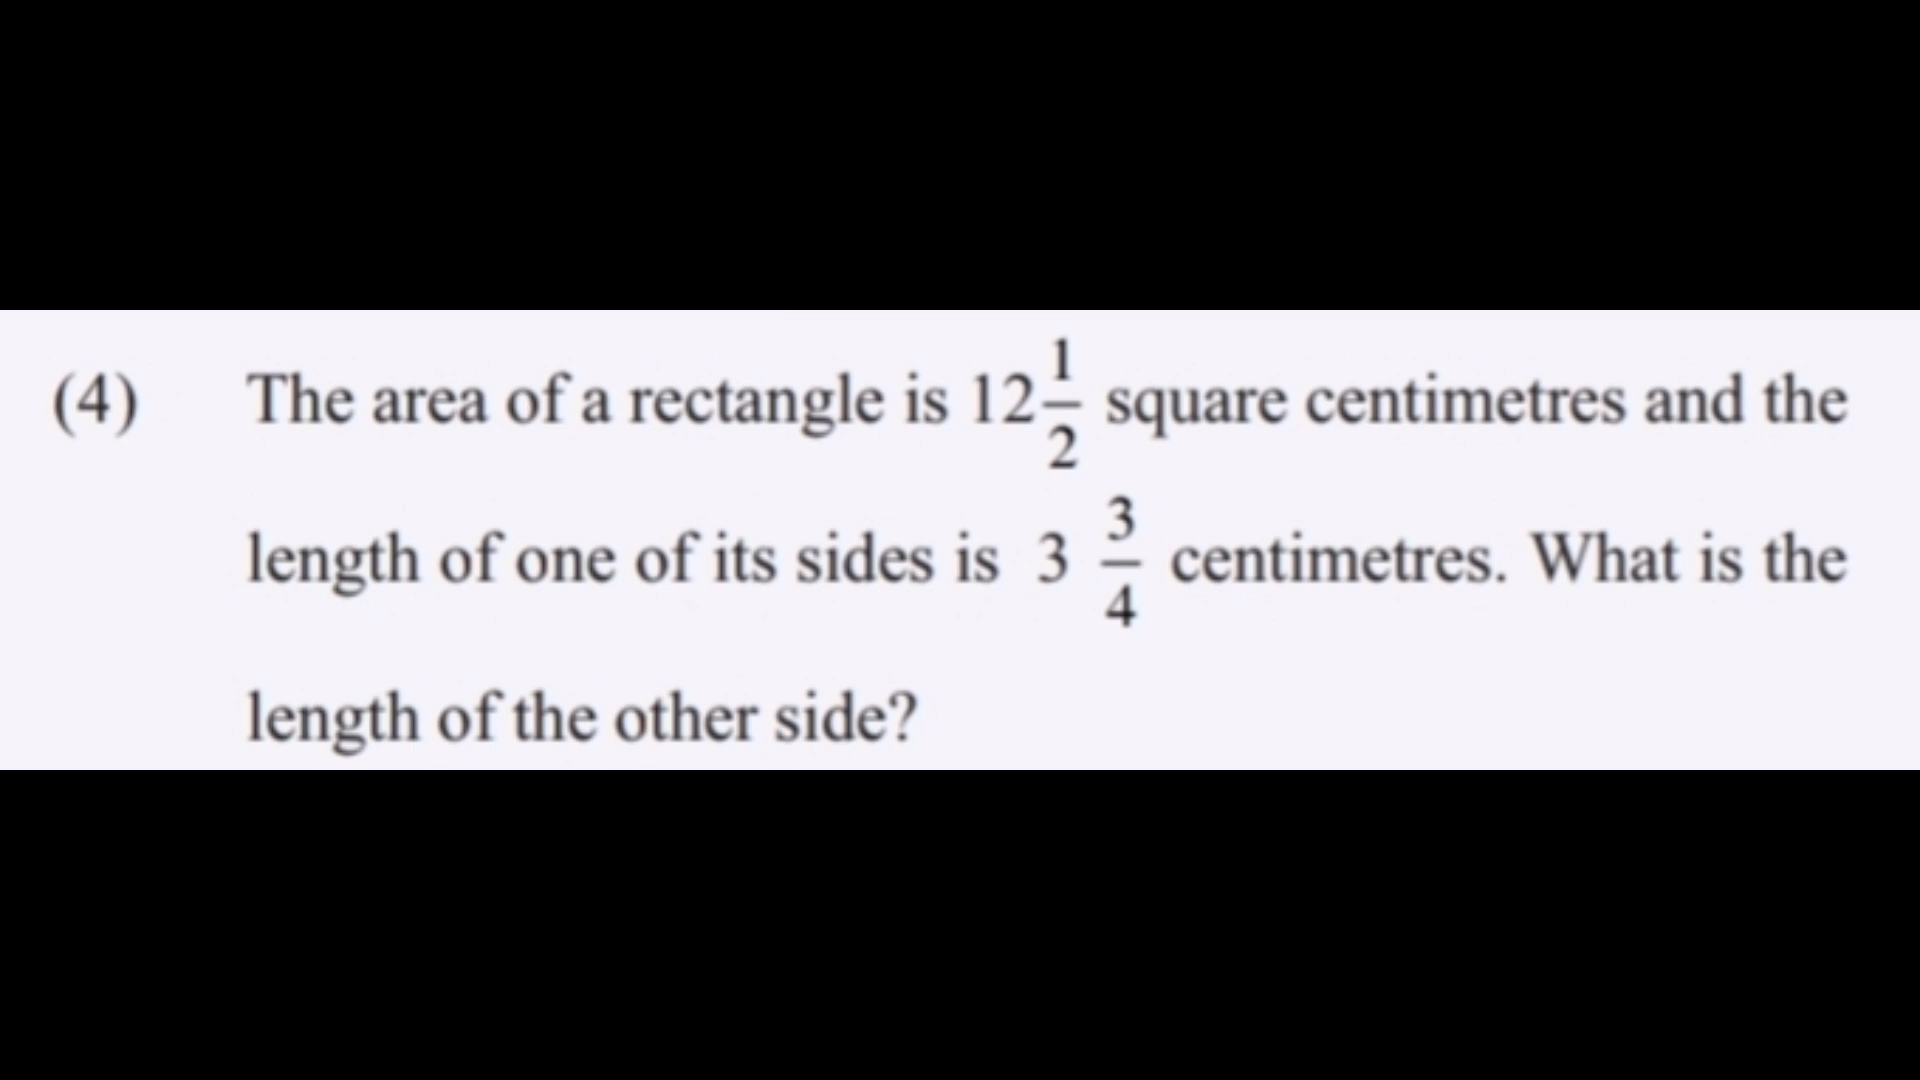 (4) The area of a rectangle is 12 1/2 square centimetres and the
length of one of its sides is 3 3/4 centimetres. What is the
length of the other side?